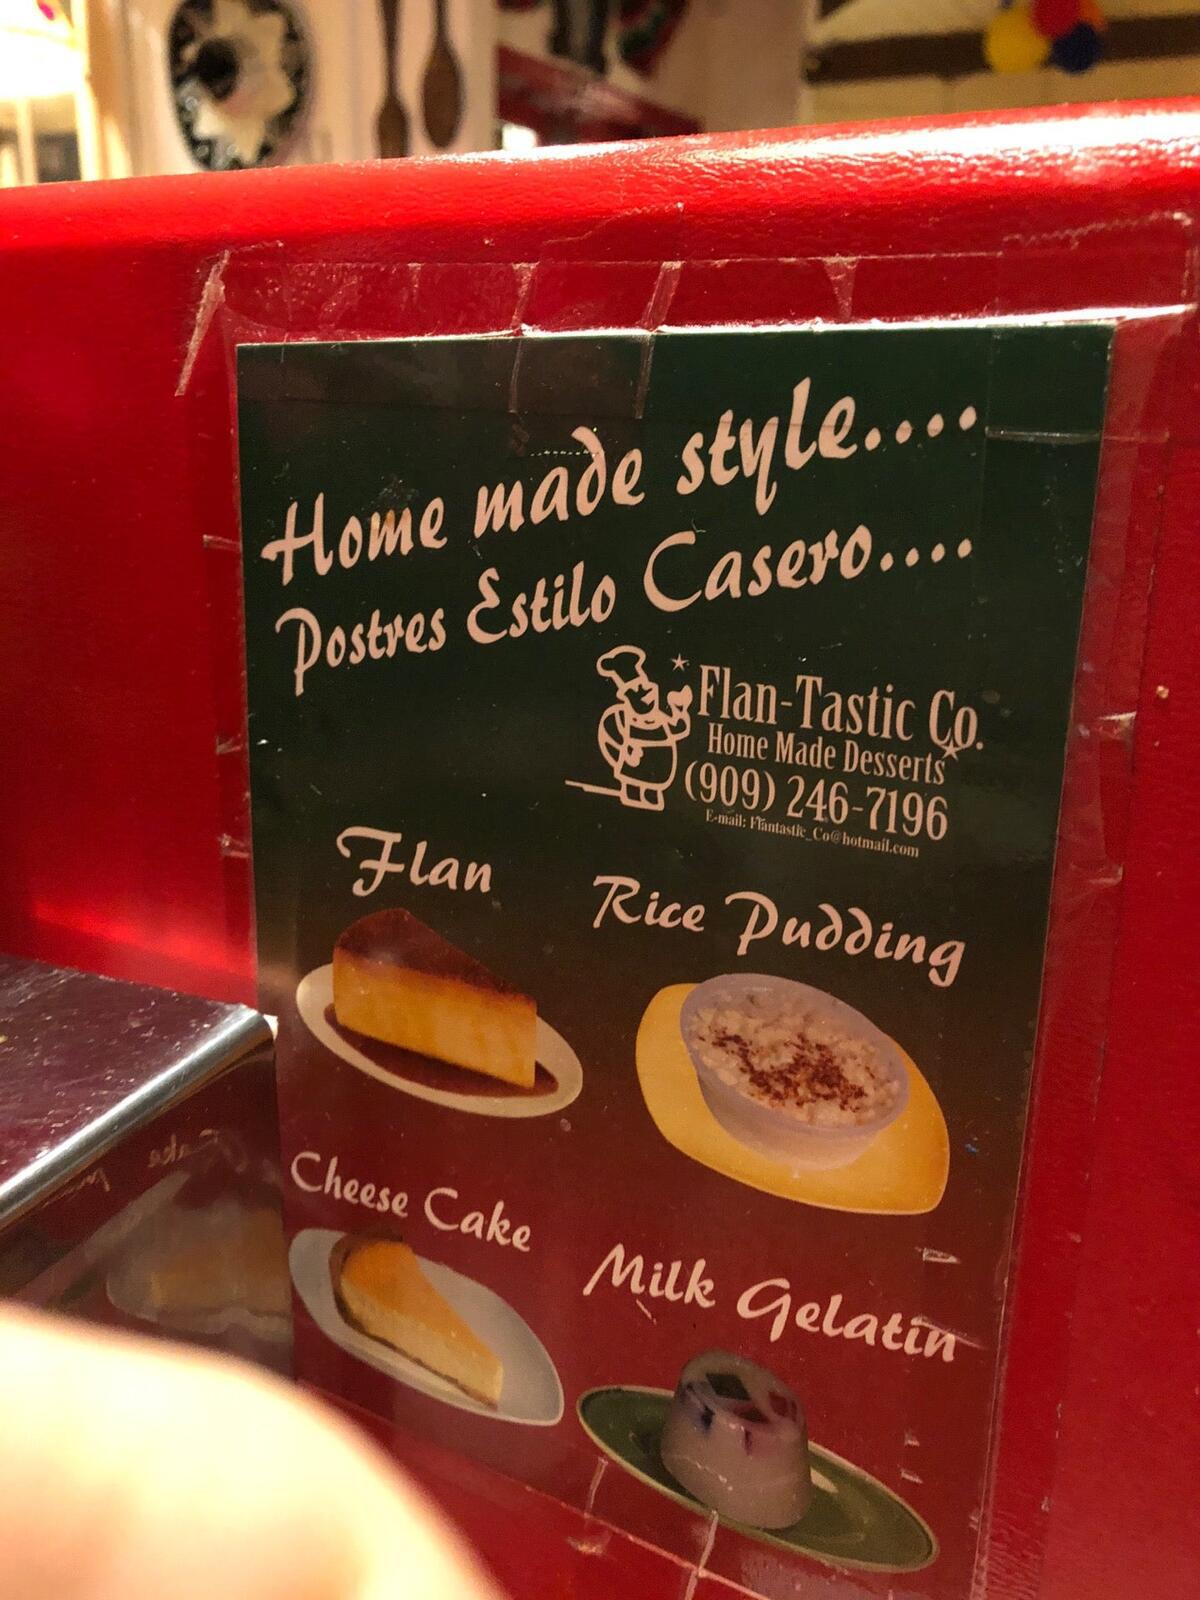 Home made style....
Postres Estilo Casero....
Flan-Tastic Co.
Home Made Desserts
(909) 246-7196
E-mail: Flantastic_Co@hotmail.com
Flan
Rice Pudding
Cheese Cake
Milk Gelatin